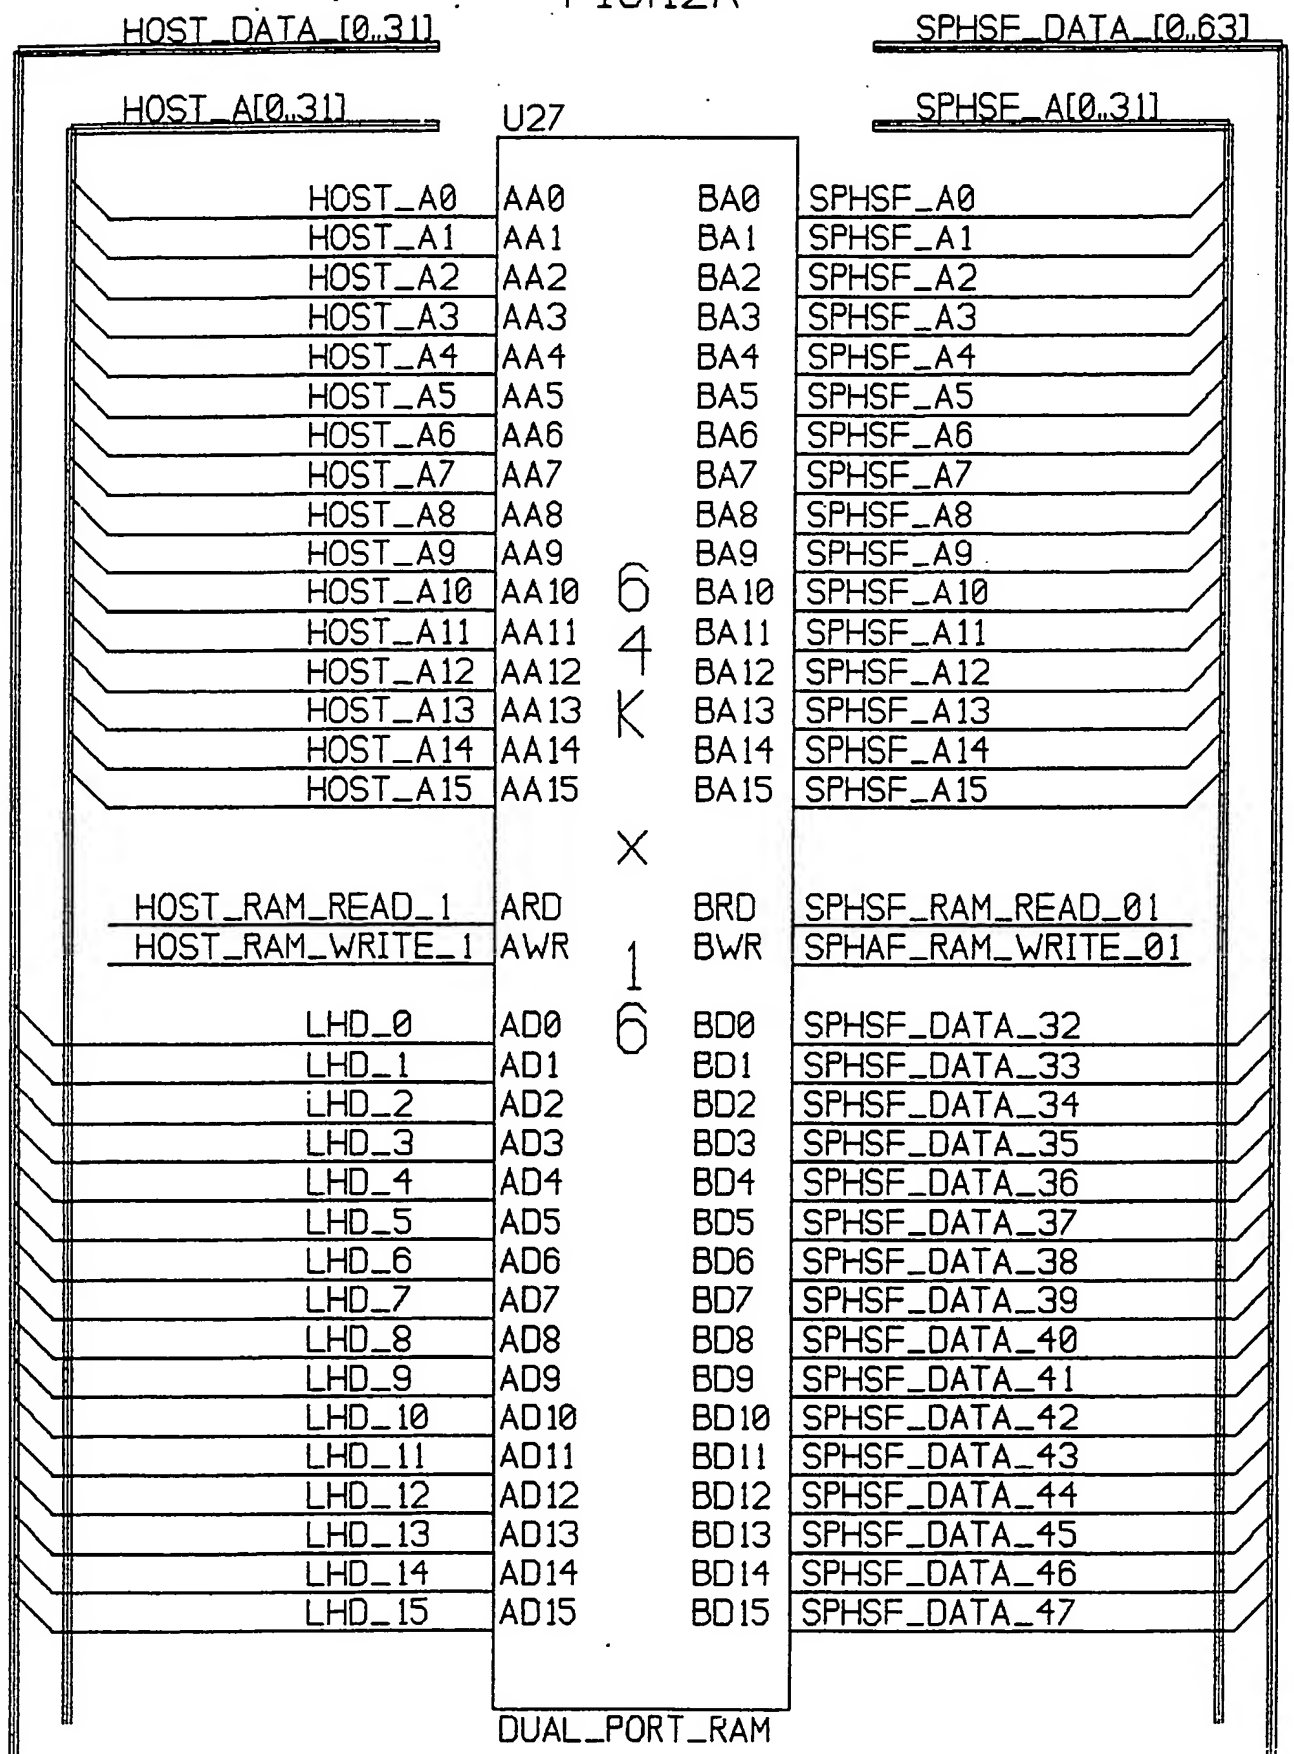 HOST_DATA_[0..31] SPHSF_DATA_[0..63]
HOST_A[0..31] U27 SPHSF_A[0..31]
HOST_A0 AA0 BA0 SPHSF_A0
HOST_A1 AA1 BA1 SPHSF_A1
HOST_A2 AA2 BA2 SPHSF_A2
HOST_A3 AA3 BA3 SPHSF_A3
HOST_A4 AA4 BA4 SPHSF_A4
HOST_A5 AA5 BA5 SPHSF_A5
HOST_A6 AA6 BA6 SPHSF_A6
HOST_A7 AA7 BA7 SPHSF_A7
HOST_A8 AA8 BA8 SPHSF_A8
HOST_A9 AA9 BA9 SPHSF_A9
HOST_A10 AA10 BA10 SPHSF_A10
HOST_A11 AA11 BA11 SPHSF_A11
HOST_A12 AA12 BA12 SPHSF_A12
HOST_A13 AA13 BA13 SPHSF_A13
HOST_A14 AA14 BA14 SPHSF_A14
HOST_A15 AA15 BA15 SPHSF_A15
64K X 16
HOST_RAM_READ_1 ARD BRD SPHSF_RAM_READ_01
HOST_RAM_WRITE_1 AWR BWR SPHAF_RAM_WRITE_01
LHD_0 AD0 BD0 SPHSF_DATA_32
LHD_1 AD1 BD1 SPHSF_DATA_33
LHD_2 AD2 BD2 SPHSF_DATA_34
LHD_3 AD3 BD3 SPHSF_DATA_35
LHD_4 AD4 BD4 SPHSF_DATA_36
LHD_5 AD5 BD5 SPHSF_DATA_37
LHD_6 AD6 BD6 SPHSF_DATA_38
LHD_7 AD7 BD7 SPHSF_DATA_39
LHD_8 AD8 BD8 SPHSF_DATA_40
LHD_9 AD9 BD9 SPHSF_DATA_41
LHD_10 AD10 BD10 SPHSF_DATA_42
LHD_11 AD11 BD11 SPHSF_DATA_43
LHD_12 AD12 BD12 SPHSF_DATA_44
LHD_13 AD13 BD13 SPHSF_DATA_45
LHD_14 AD14 BD14 SPHSF_DATA_46
LHD_15 AD15 BD15 SPHSF_DATA_47
DUAL_PORT_RAM